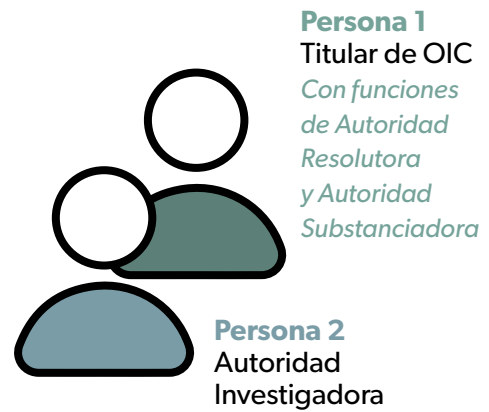 Persona 1
Titular de OIC
Con funciones
de Autoridad
Resolutora
y Autoridad
Substanciadora
Persona 2
Autoridad
Investigadora